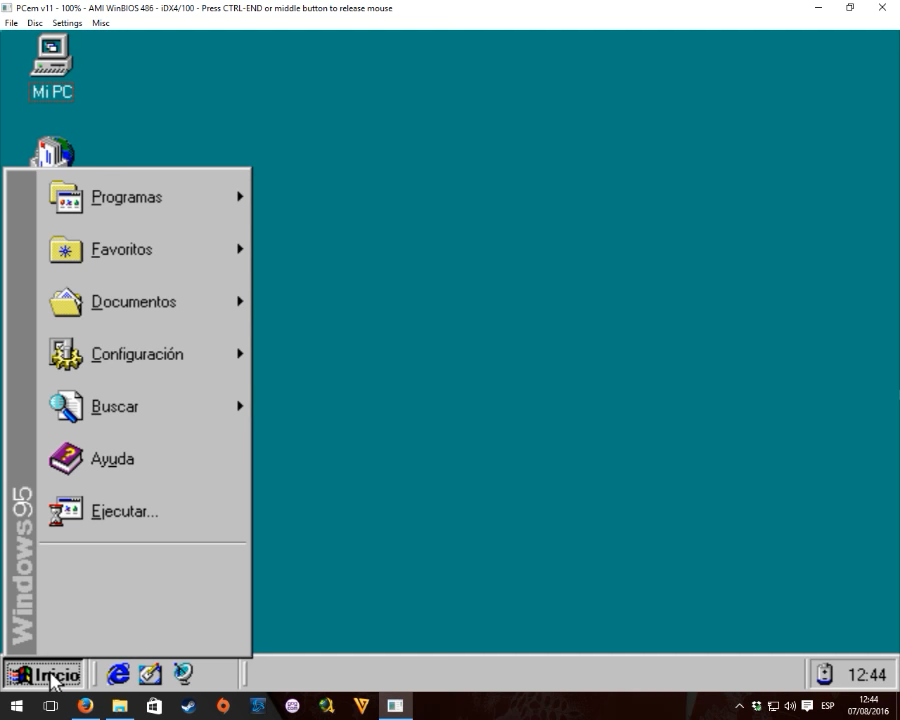 PCem v11 - 100% - AMI WinBIOS 486 - iDX4/100 - Press CTRL-END or middle button to release mouse
File Disc Settings Misc
Mi PC
Programas
Favoritos
Documentos
Configuración
Buscar
Ayuda
Ejecutar...
Windows95
Inicio
12:44
ESP
12:44
07/08/2016